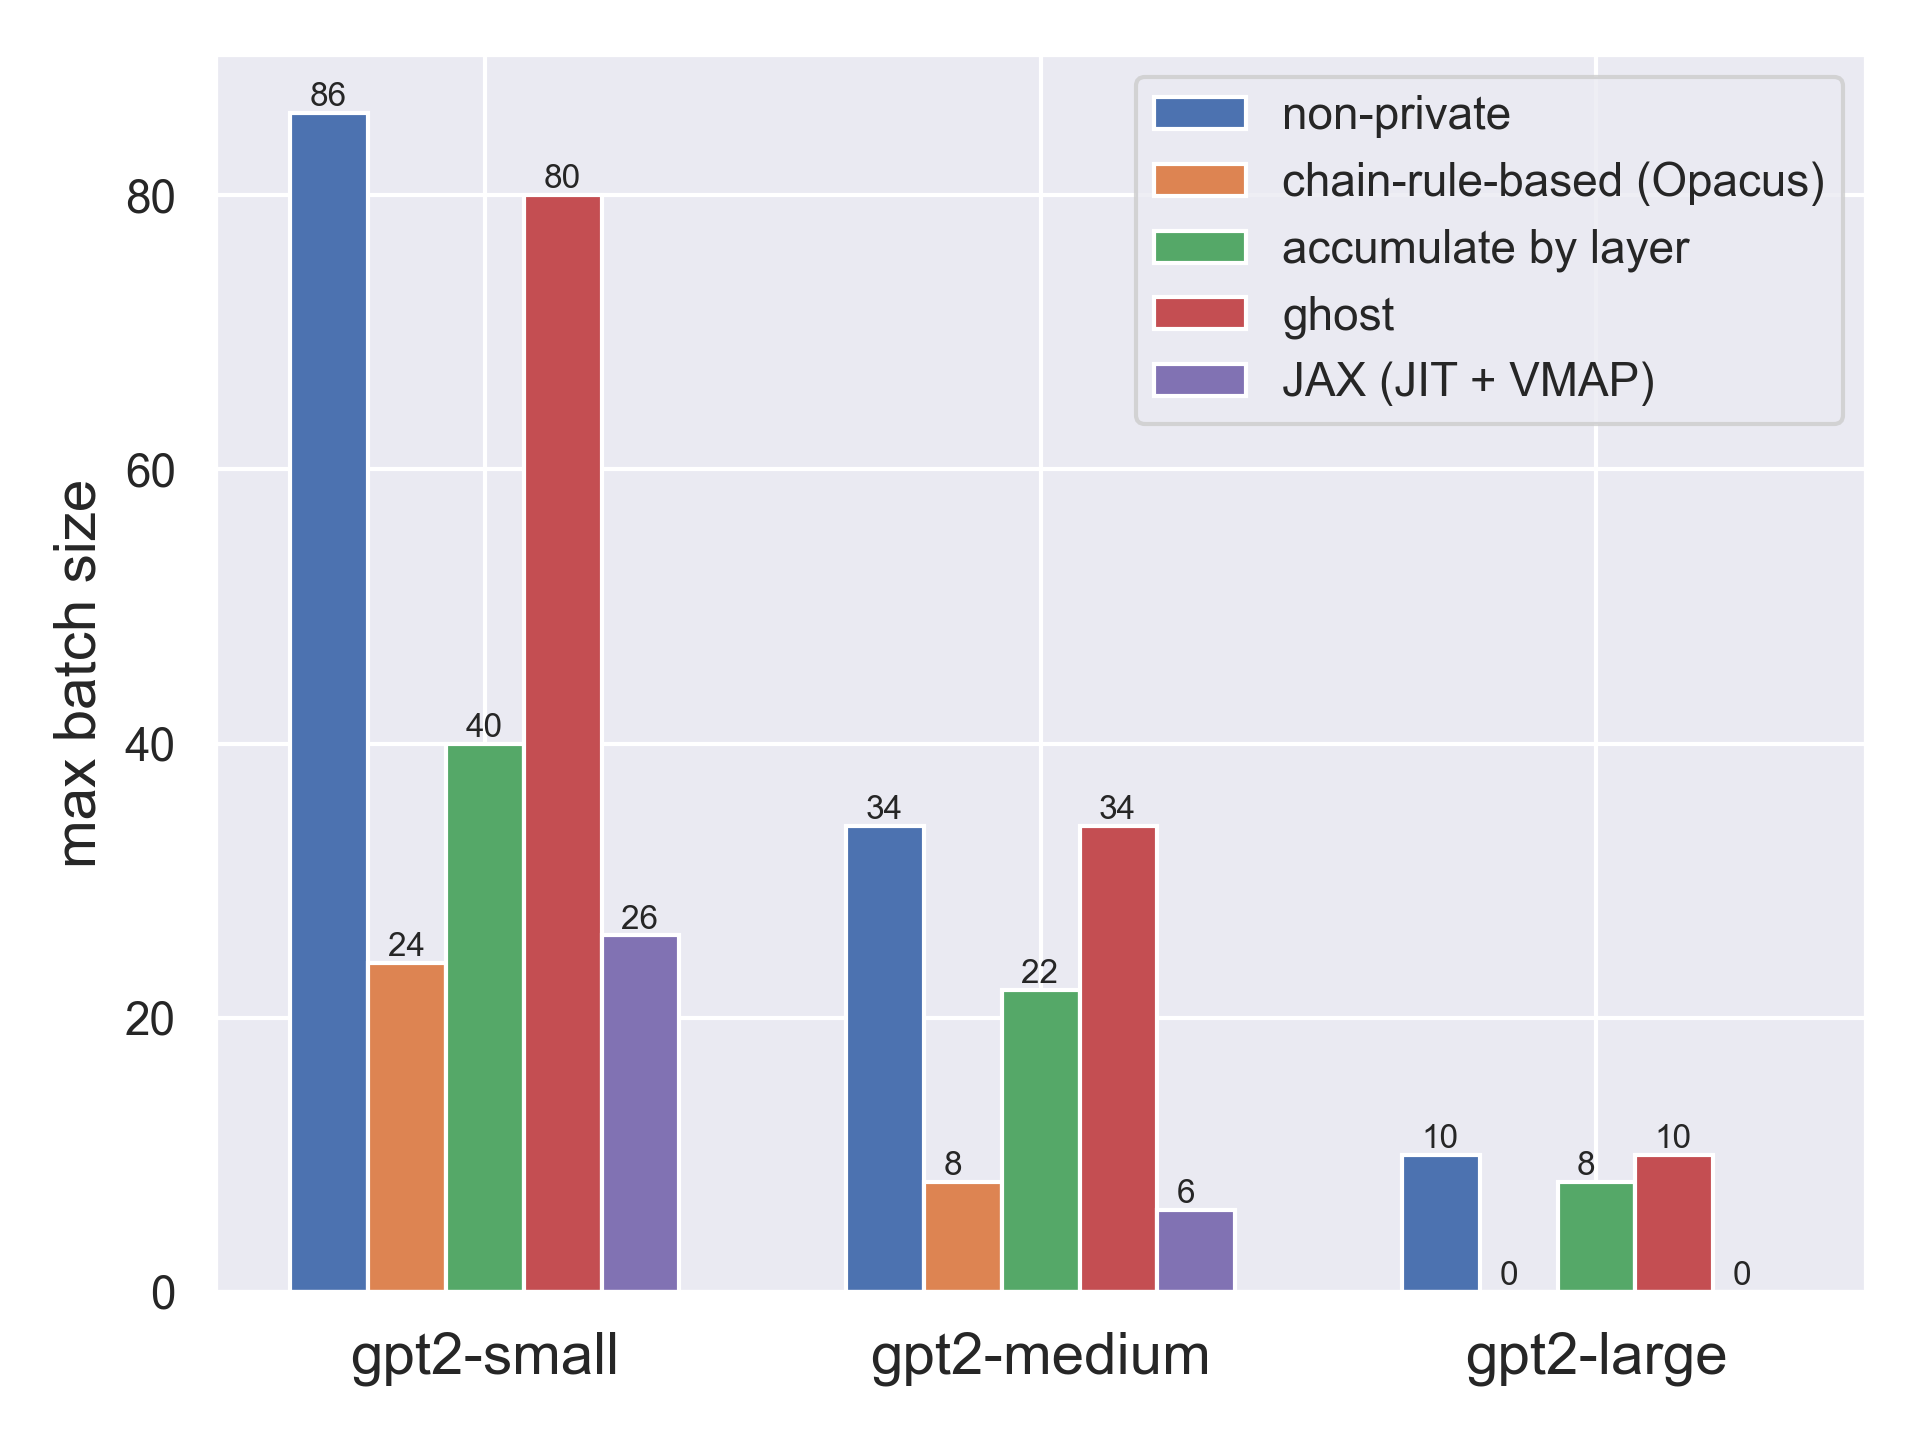 max batch size
80
60
40
20
0
86
24
40
80
26
34
8
22
34
6
10
0
8
10
0
non-private
chain-rule-based (Opacus)
accumulate by layer
ghost
JAX (JIT + VMAP)
gpt2-small
gpt2-medium
gpt2-large